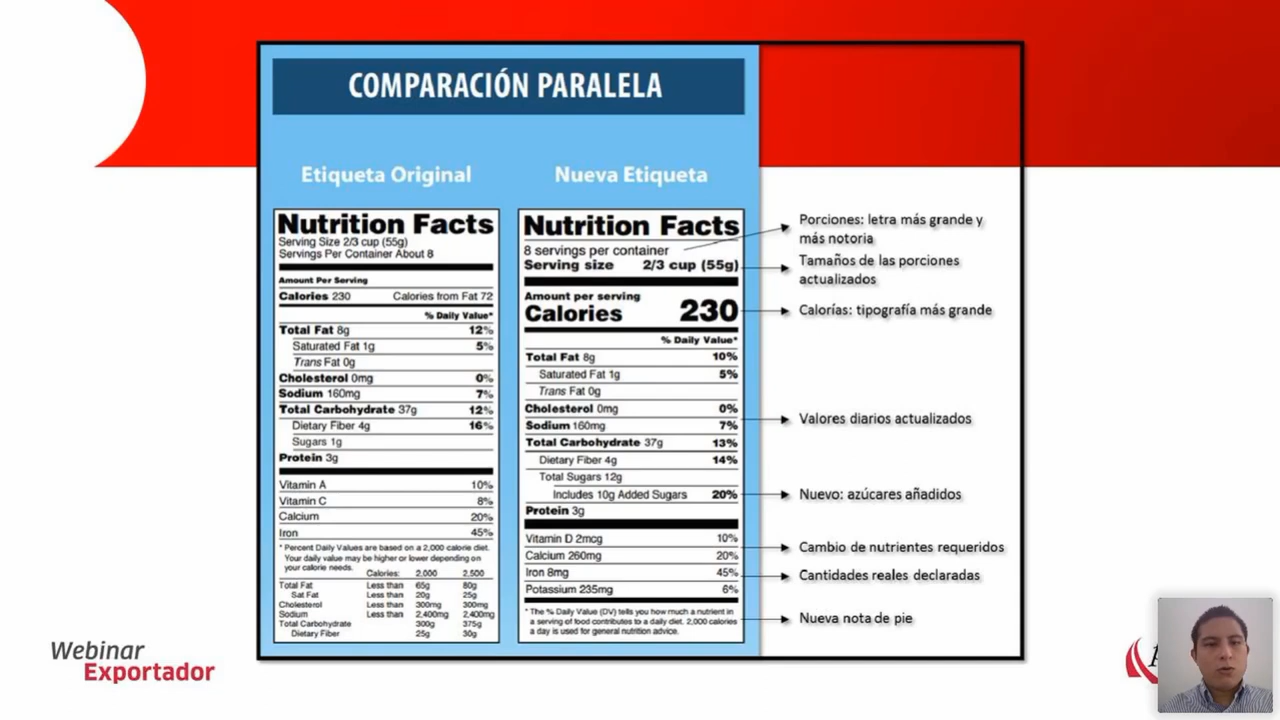 COMPARACIÓN PARALELA
Etiqueta Original
Nutrition Facts
Serving Size 2/3 cup (55g)
Servings Per Container About 8
Amount Per Serving
Calories 230 Calories from Fat 72
% Daily Value*
Total Fat 8g 12%
Saturated Fat 1g 5%
Trans Fat 0g
Cholesterol 0mg 0%
Sodium 160mg 7%
Total Carbohydrate 37g 12%
Dietary Fiber 4g 16%
Sugars 1g
Protein 3g
Vitamin A 10%
Vitamin C 8%
Calcium 20%
Iron 45%
* Percent Daily Values are based on a 2,000 calorie diet.
Your daily value may be higher or lower depending on
your calorie needs.
Calories: 2,000 2,500
Total Fat Less than 65g 80g
Sat Fat Less than 20g 25g
Cholesterol Less than 300mg 300mg
Sodium Less than 2,400mg 2,400mg
Total Carbohydrate 300g 375g
Dietary Fiber 25g 30g
Nueva Etiqueta
Nutrition Facts
8 servings per container
Serving size 2/3 cup (55g)
Amount per serving
Calories 230
% Daily Value*
Total Fat 8g 10%
Saturated Fat 1g 5%
Trans Fat 0g
Cholesterol 0mg 0%
Sodium 160mg 7%
Total Carbohydrate 37g 13%
Dietary Fiber 4g 14%
Total Sugars 12g
Includes 10g Added Sugars 20%
Protein 3g
Vitamin D 2mcg 10%
Calcium 260mg 20%
Iron 8mg 45%
Potassium 235mg 6%
* The % Daily Value (DV) tells you how much a nutrient in
a serving of food contributes to a daily diet. 2,000 calories
a day is used for general nutrition advice.
Porciones: letra más grande y
más notoria
Tamaños de las porciones
actualizados
Calorías: tipografía más grande
Valores diarios actualizados
Nuevo: azúcares añadidos
Cambio de nutrientes requeridos
Cantidades reales declaradas
Nueva nota de pie
Webinar
Exportador